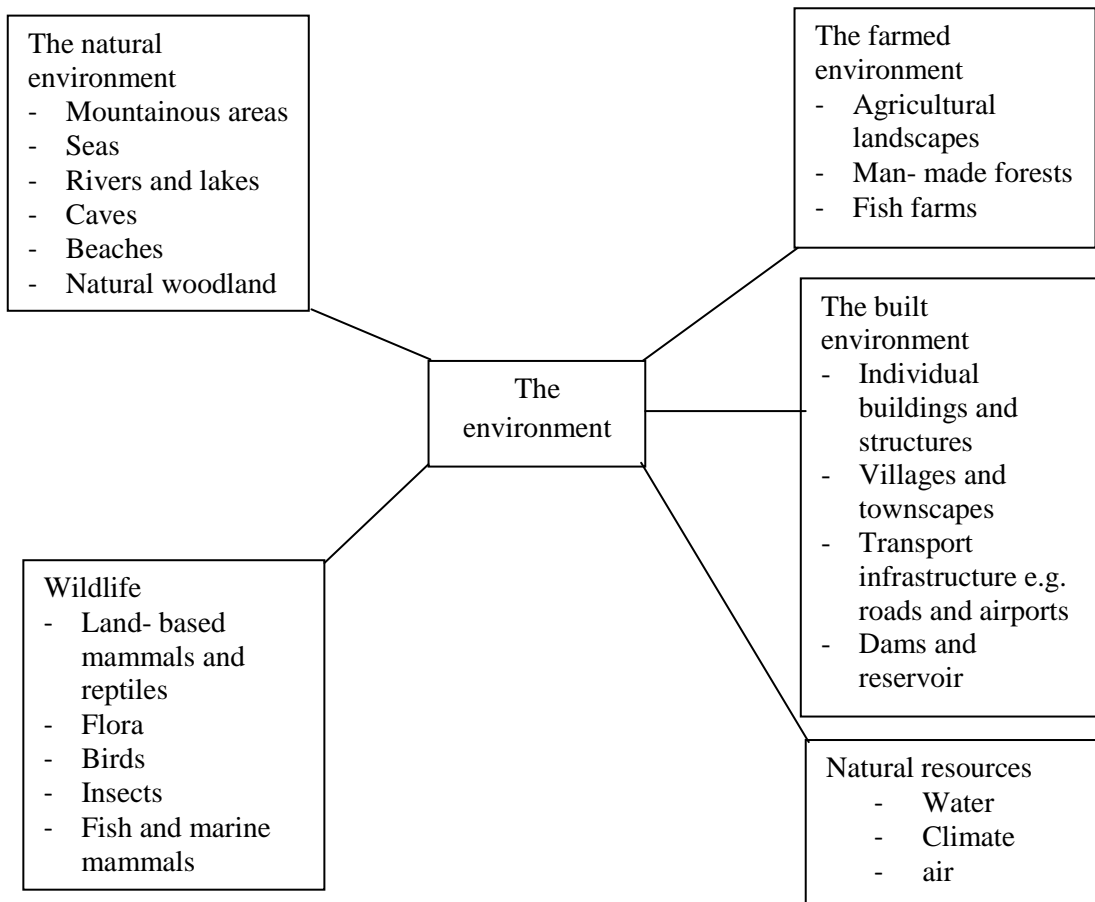 The natural
environment
- Mountainous areas
- Seas
- Rivers and lakes
- Caves
- Beaches
- Natural woodland
The farmed
environment
- Agricultural
landscapes
- Man- made forests
- Fish farms
The built
environment
- Individual
buildings and
structures
- Villages and
townscapes
- Transport
infrastructure e.g.
roads and airports
- Dams and
reservoir
The
environment
Wildlife
- Land- based
mammals and
reptiles
- Flora
- Birds
- Insects
- Fish and marine
mammals
Natural resources
- Water
- Climate
- air